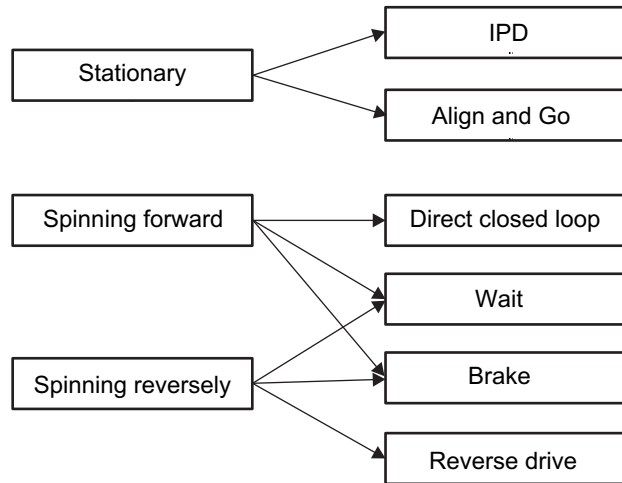 IPD
Stationary
Align and Go
Spinning forward
Direct closed loop
Wait
Spinning reversely
Brake
Reverse drive